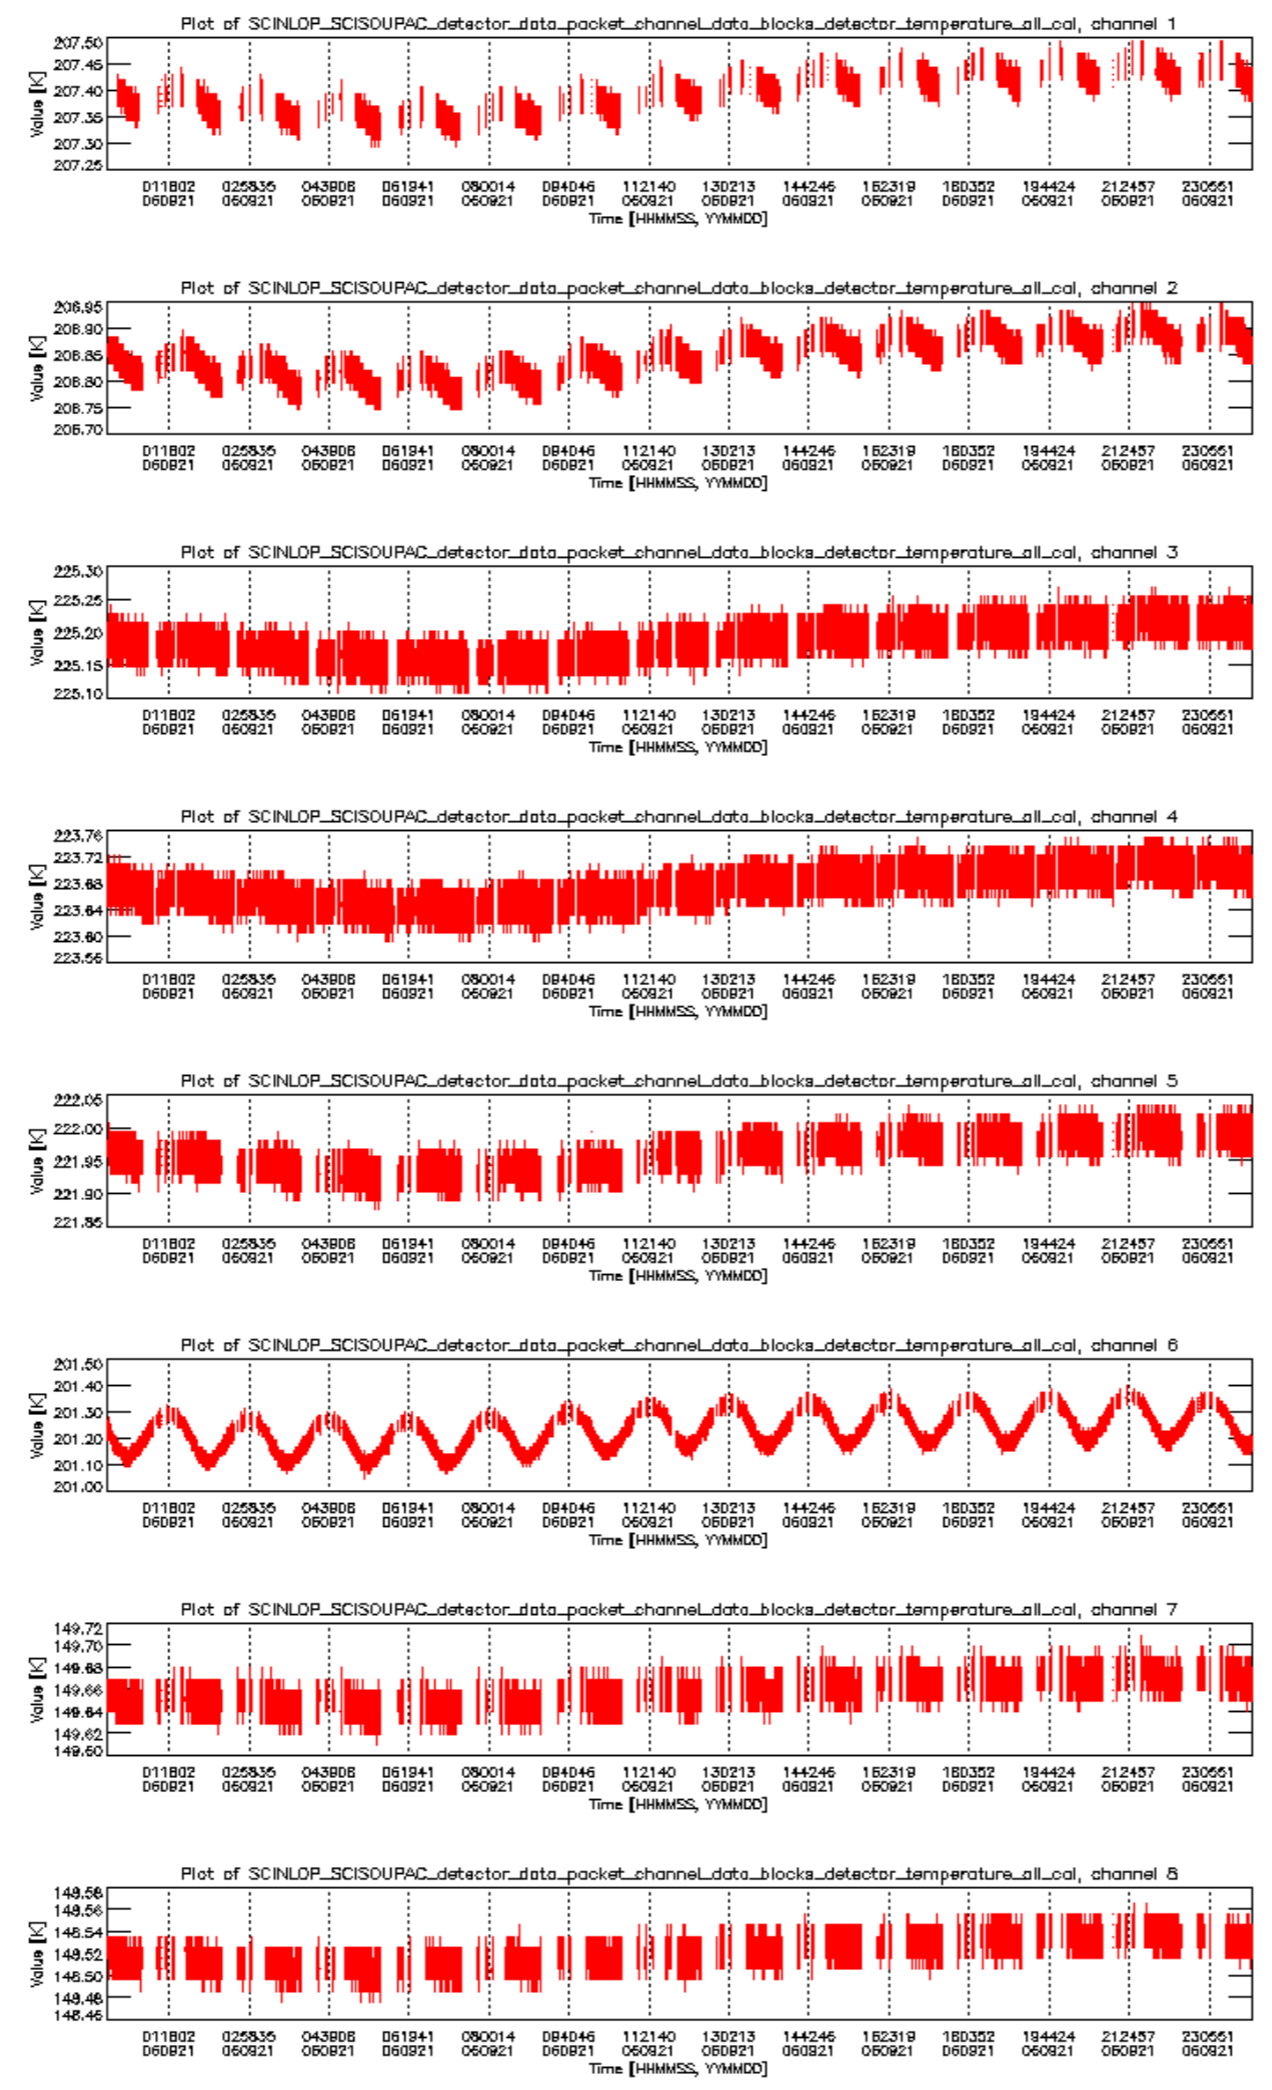 Plot of SCINLOP_SCISOUPAC_detector_data_packet_channel_data_blocks_detector_temperature_all_cal, channel 1
207.50
207.45
207.40
207.35
207.30
207.25
Value [K]
011802 025835 043908 061941 080014 094046 112140 130213 144246 162319 180352 194424 212457 230551
060921 060921 060921 060921 060921 060921 060921 060921 060921 060921 060921 060921 060921 060921
Time [HHMMSS, YYMMDD]
Plot of SCINLOP_SCISOUPAC_detector_data_packet_channel_data_blocks_detector_temperature_all_cal, channel 2
206.95
206.90
206.85
206.80
206.75
206.70
Value [K]
011802 025835 043908 061941 080014 094046 112140 130213 144246 162319 180352 194424 212457 230551
060921 060921 060921 060921 060921 060921 060921 060921 060921 060921 060921 060921 060921 060921
Time [HHMMSS, YYMMDD]
Plot of SCINLOP_SCISOUPAC_detector_data_packet_channel_data_blocks_detector_temperature_all_cal, channel 3
225.30
225.25
225.20
225.15
225.10
Value [K]
011802 025835 043908 061941 080014 094046 112140 130213 144246 162319 180352 194424 212457 230551
060921 060921 060921 060921 060921 060921 060921 060921 060921 060921 060921 060921 060921 060921
Time [HHMMSS, YYMMDD]
Plot of SCINLOP_SCISOUPAC_detector_data_packet_channel_data_blocks_detector_temperature_all_cal, channel 4
223.76
223.72
223.68
223.64
223.60
223.56
Value [K]
011802 025835 043908 061941 080014 094046 112140 130213 144246 162319 180352 194424 212457 230551
060921 060921 060921 060921 060921 060921 060921 060921 060921 060921 060921 060921 060921 060921
Time [HHMMSS, YYMMDD]
Plot of SCINLOP_SCISOUPAC_detector_data_packet_channel_data_blocks_detector_temperature_all_cal, channel 5
222.05
222.00
221.95
221.90
221.85
Value [K]
011802 025835 043908 061941 080014 094046 112140 130213 144246 162319 180352 194424 212457 230551
060921 060921 060921 060921 060921 060921 060921 060921 060921 060921 060921 060921 060921 060921
Time [HHMMSS, YYMMDD]
Plot of SCINLOP_SCISOUPAC_detector_data_packet_channel_data_blocks_detector_temperature_all_cal, channel 6
201.50
201.40
201.30
201.20
201.10
201.00
Value [K]
011802 025835 043908 061941 080014 094046 112140 130213 144246 162319 180352 194424 212457 230551
060921 060921 060921 060921 060921 060921 060921 060921 060921 060921 060921 060921 060921 060921
Time [HHMMSS, YYMMDD]
Plot of SCINLOP_SCISOUPAC_detector_data_packet_channel_data_blocks_detector_temperature_all_cal, channel 7
149.72
149.70
149.68
149.66
149.64
149.62
149.60
Value [K]
011802 025835 043908 061941 080014 094046 112140 130213 144246 162319 180352 194424 212457 230551
060921 060921 060921 060921 060921 060921 060921 060921 060921 060921 060921 060921 060921 060921
Time [HHMMSS, YYMMDD]
Plot of SCINLOP_SCISOUPAC_detector_data_packet_channel_data_blocks_detector_temperature_all_cal, channel 8
148.58
148.56
148.54
148.52
148.50
148.48
148.46
Value [K]
011802 025835 043908 061941 080014 094046 112140 130213 144246 162319 180352 194424 212457 230551
060921 060921 060921 060921 060921 060921 060921 060921 060921 060921 060921 060921 060921 060921
Time [HHMMSS, YYMMDD]